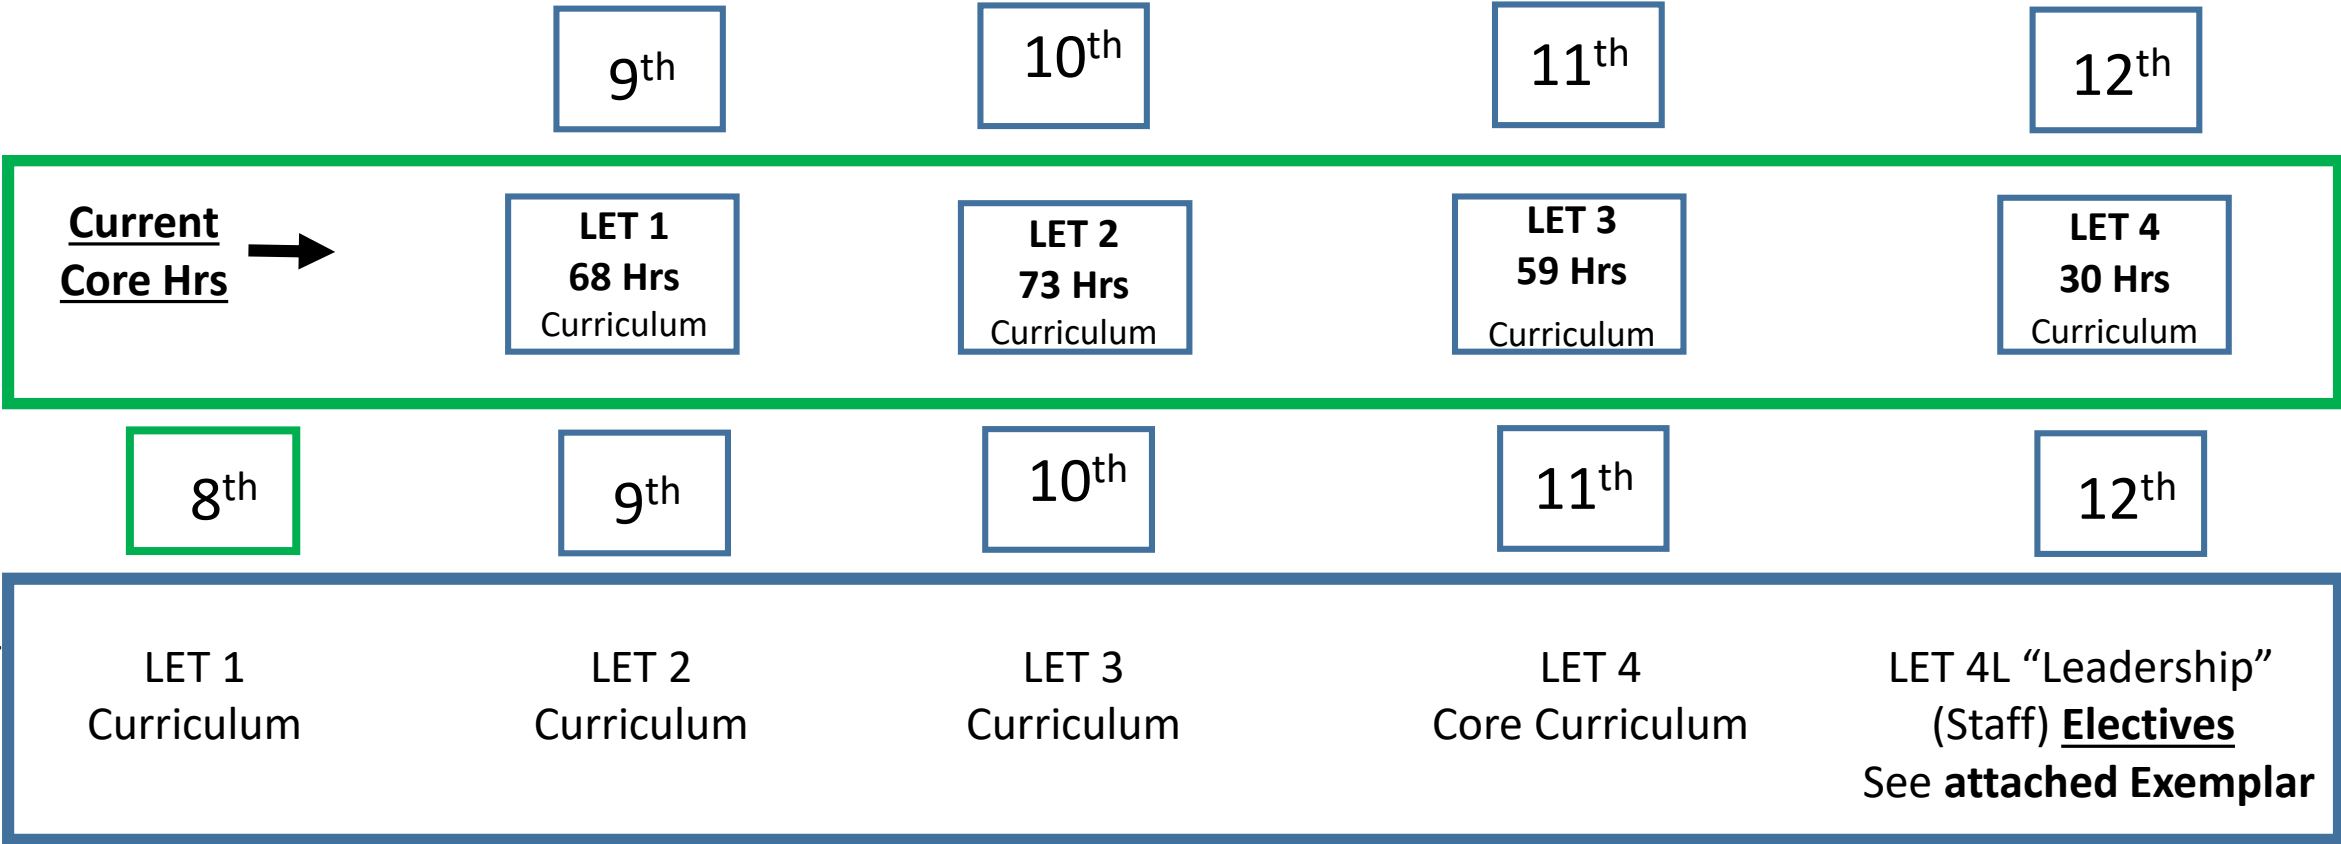 9th
10th
11th
12th
Current
Core Hrs
LET 1
68 Hrs
Curriculum
LET 2
73 Hrs
Curriculum
LET 3
59 Hrs
Curriculum
LET 4
30 Hrs
Curriculum
8th
9th
10th
11th
12th
LET 1
Curriculum
LET 2
Curriculum
LET 3
Curriculum
LET 4
Core Curriculum
LET 4L “Leadership”
(Staff) Electives
See attached Exemplar